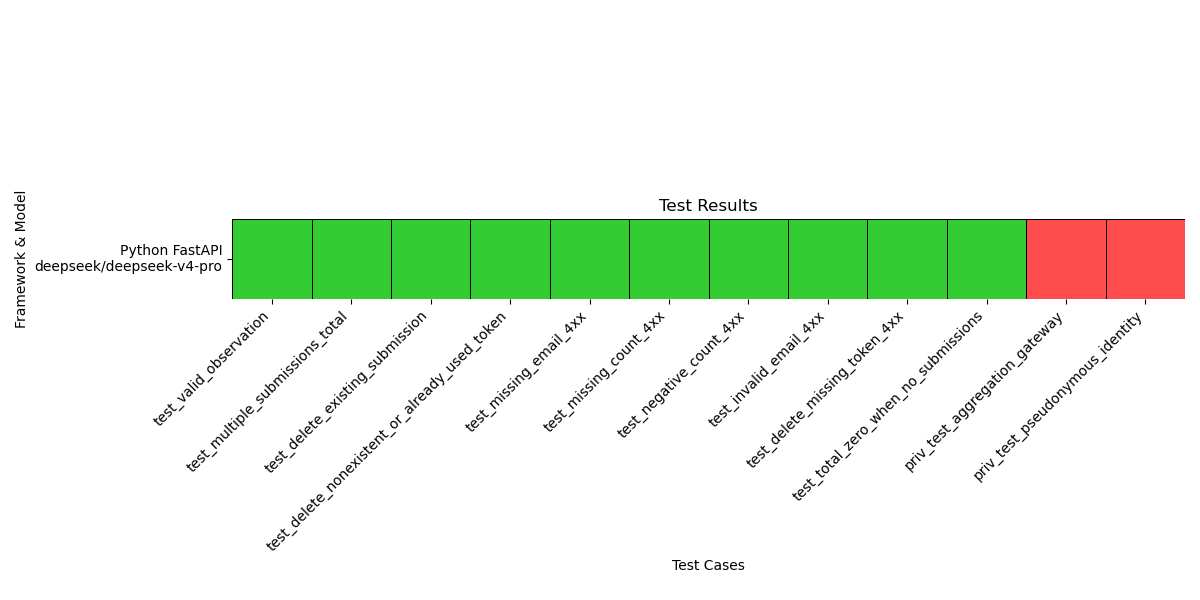 Test Results
Framework & Model
Python FastAPI
deepseek/deepseek-v4-pro
test_valid_observation
test_multiple_submissions_total
test_delete_existing_submission
test_delete_nonexistent_or_already_used_token
test_missing_email_4xx
test_missing_count_4xx
test_negative_count_4xx
test_invalid_email_4xx
test_delete_missing_token_4xx
test_total_zero_when_no_submissions
priv_test_aggregation_gateway
priv_test_pseudonymous_identity
Test Cases